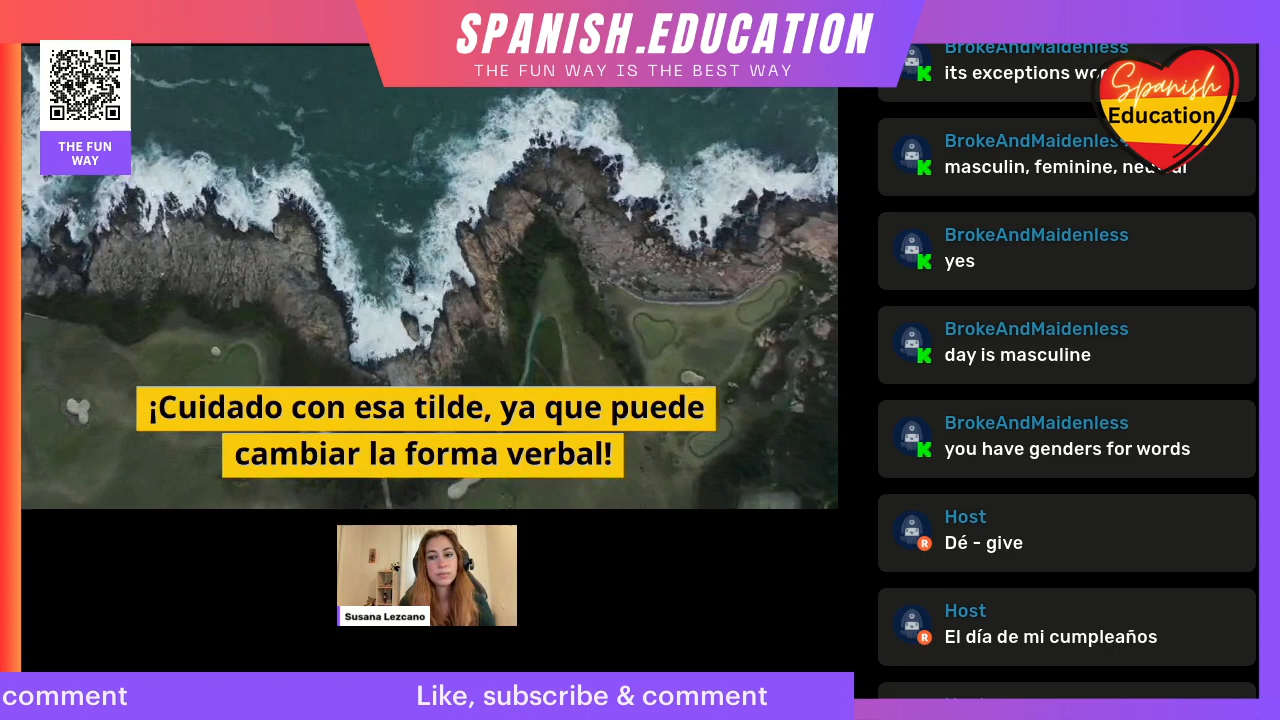 SPANISH.EDUCATION
THE FUN WAY IS THE BEST WAY
THE FUN
WAY
Spanish
Education
¡Cuidado con esa tilde, ya que puede
cambiar la forma verbal!
Susana Lezcano
BrokeAndMaidenless
its exceptions
BrokeAndMaidenless
masculin, feminine,
BrokeAndMaidenless
yes
BrokeAndMaidenless
day is masculine
BrokeAndMaidenless
you have genders for words
Host
Dé - give
Host
El día de mi cumpleaños
comment
Like, subscribe & comment